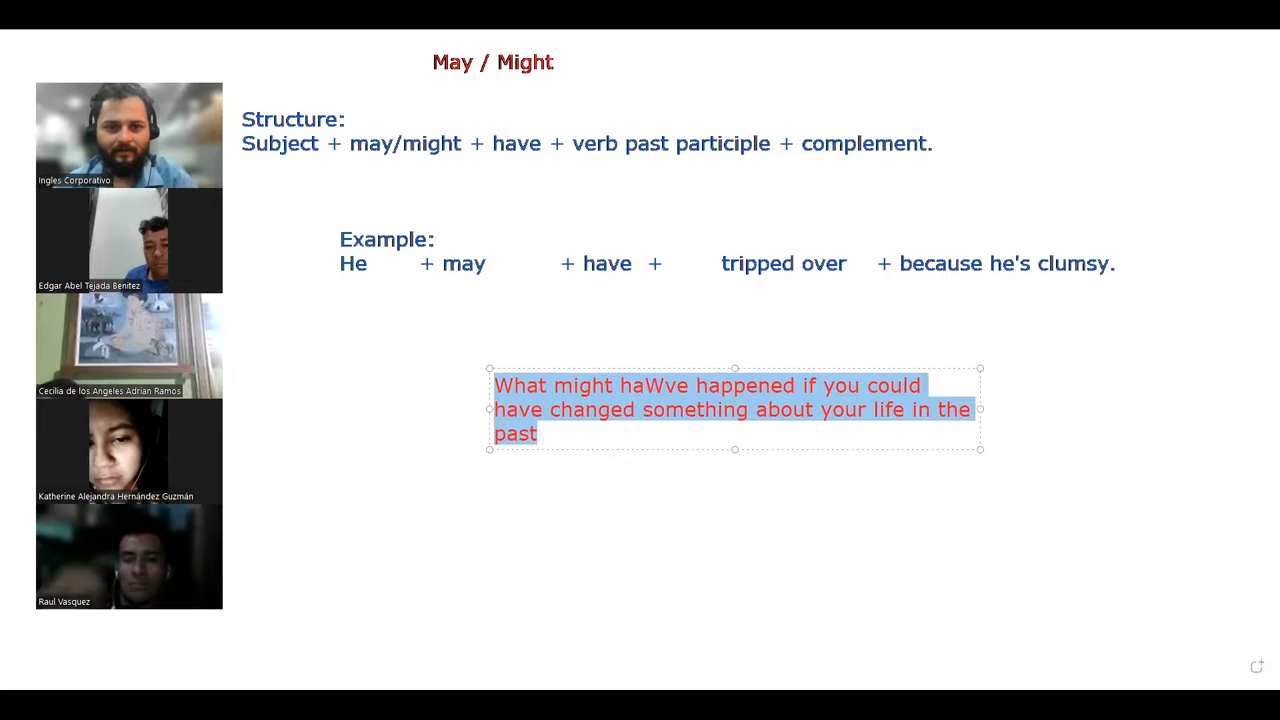 May / Might
Structure:
Subject + may/might + have + verb past participle + complement.
Example:
He + may + have + tripped over + because he's clumsy.
What might haWve happened if you could
have changed something about your life in the
past
Ingles Corporativo
Edgar Abel Tejada Benitez
Cecilia de los Angeles Adrian Ramos
Katherine Alejandra Hernández Guzmán
Raul Vasquez